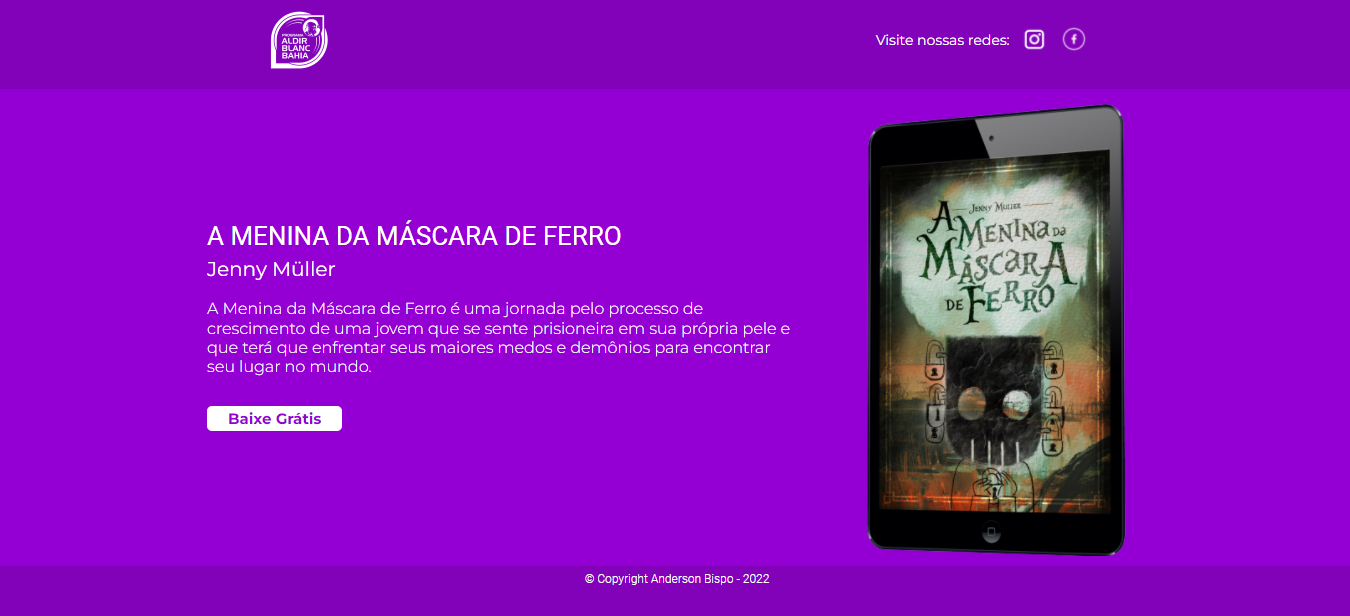 PROGRAMA
ALDIR
BLANC
BAHIA
Visite nossas redes:
A MENINA DA MÁSCARA DE FERRO
Jenny Müller
A Menina da Máscara de Ferro é uma jornada pelo processo de
crescimento de uma jovem que se sente prisioneira em sua própria pele e
que terá que enfrentar seus maiores medos e demônios para encontrar
seu lugar no mundo.
Baixe Grátis
JENNY MULLER
A MENINA DA
MÁSCARA
DE FERRO
© Copyright Anderson Bispo - 2022